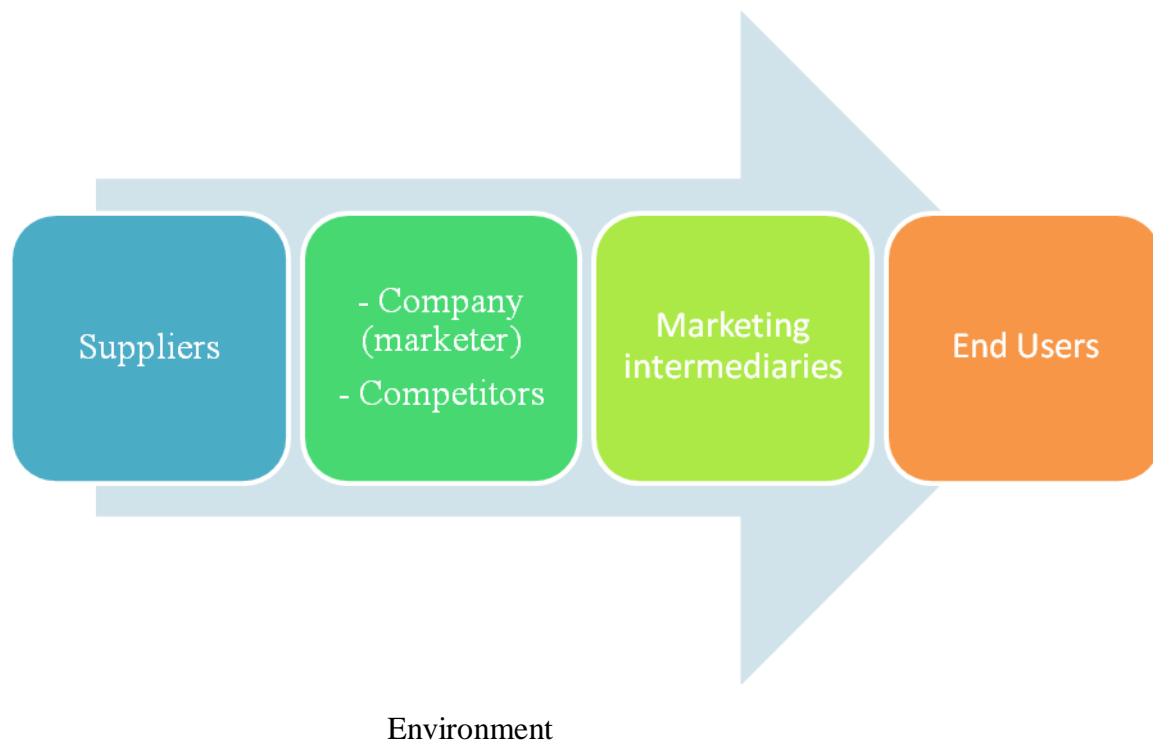 Suppliers
- Company
(marketer)
- Competitors
Marketing
intermediaries
End Users
Environment